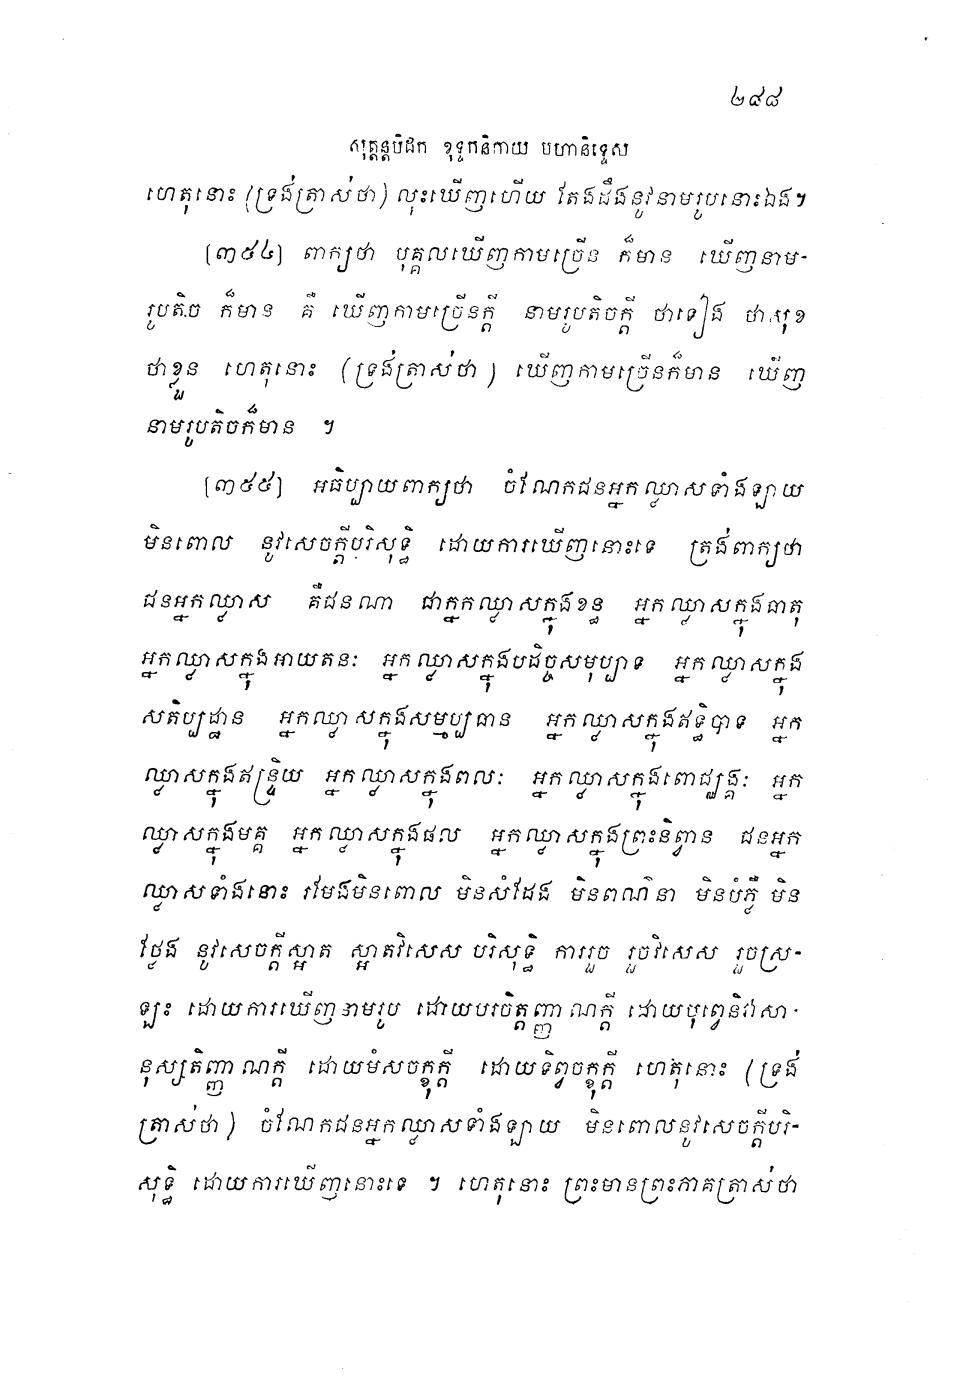 ២៤៨
សុត្តន្តបិដក ខុទ្ទកនិកាយ មហានិទ្ទេស
ហេតុនោះ (ទ្រង់ត្រាស់ថា) លុះឃើញហើយ តែងដឹងនូវនាមរូបនោះឯង។
[៣៥៤] ពាក្យថា បុគ្គលឃើញកាមច្រើន ក៏មាន ឃើញនាម-
រូបតិច ក៏មាន គឺ ឃើញកាមច្រើនក្តី នាមរូបតិចក្តី ថាទៀង ថាសុខ
ថាខ្លួន ហេតុនោះ (ទ្រង់ត្រាស់ថា) ឃើញកាមច្រើនក៏មាន ឃើញ
នាមរូបតិចក៏មាន ។
[៣៥៥] អធិប្បាយពាក្យថា ចំណែកជនអ្នកឈ្លាសទាំងឡាយ
មិនពោល នូវសេចក្តីបរិសុទ្ធិ ដោយការឃើញនោះទេ ត្រង់ពាក្យថា
ជនអ្នកឈ្លាស គឺជនណា ជាអ្នកឈ្លាសក្នុងខន្ធ អ្នកឈ្លាសក្នុងធាតុ
អ្នកឈ្លាសក្នុងអាយតនៈ អ្នកឈ្លាសក្នុងបដិច្ចសមុប្បាទ អ្នកឈ្លាសក្នុង
សតិប្បដ្ឋាន អ្នកឈ្លាសក្នុងសម្មប្បធាន អ្នកឈ្លាសក្នុងឥទ្ធិបាទ អ្នក
ឈ្លាសក្នុងឥន្ទ្រិយ អ្នកឈ្លាសក្នុងពលៈ អ្នកឈ្លាសក្នុងពោជ្ឈង្គៈ អ្នក
ឈ្លាសក្នុងមគ្គ អ្នកឈ្លាសក្នុងផល អ្នកឈ្លាសក្នុងព្រះនិព្វាន ជនអ្នក
ឈ្លាសទាំងនោះ រមែងមិនពោល មិនសំដែង មិនពណ៌នា មិនបំភ្លឺ មិន
ថ្លែង នូវសេចក្តីស្អាត ស្អាតវិសេស បរិសុទ្ធិ ការរួច រួចវិសេស រួចស្រ-
ឡះ ដោយការឃើញនាមរូប ដោយបរចិត្តញ្ញាណក្តី ដោយបុព្វេនិវាសា-
នុស្សតិញ្ញាណក្តី ដោយមំសចក្ខុក្តី ដោយទិព្វចក្ខុក្តី ហេតុនោះ (ទ្រង់
ត្រាស់ថា) ចំណែកជនអ្នកឈ្លាសទាំងឡាយ មិនពោលនូវសេចក្តីបរិ-
សុទ្ធិ ដោយការឃើញនោះទេ ។ ហេតុនោះ ព្រះមានព្រះភាគត្រាស់ថា